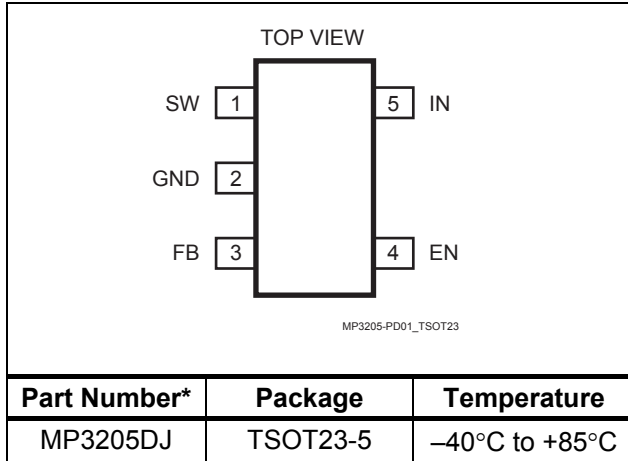 TOP VIEW
SW 1 5 IN
GND 2
FB 3 4 EN
MP3205-PD01_TSOT23
Part Number* Package Temperature
MP3205DJ TSOT23-5 –40°C to +85°C